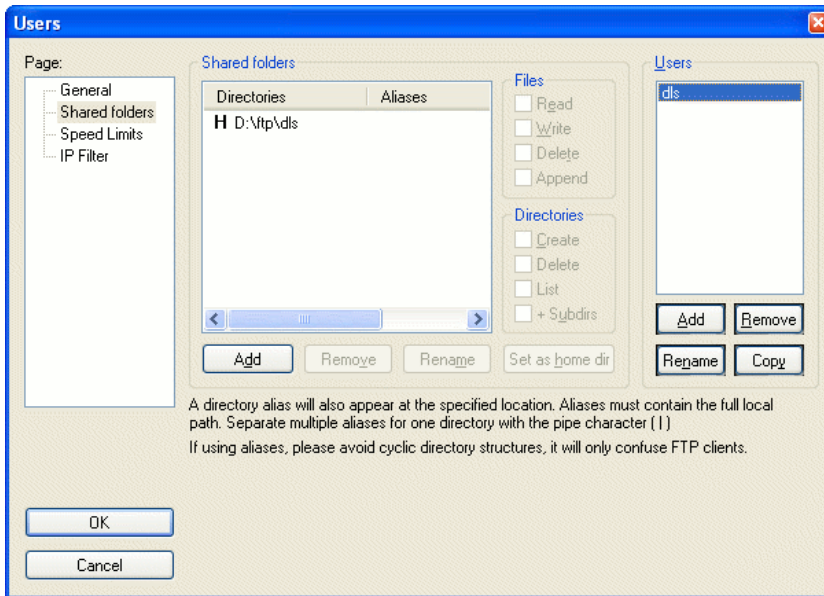 Users
Page:
General
Shared folders
Speed Limits
IP Filter
Shared folders
Directories Aliases
H D:\ftp\dls
Files
Read
Write
Delete
Append
Directories
Create
Delete
List
+ Subdirs
Add Remove Rename Set as home dir
Users
dls
Add Remove
Rename Copy
A directory alias will also appear at the specified location. Aliases must contain the full local
path. Separate multiple aliases for one directory with the pipe character ( | )
If using aliases, please avoid cyclic directory structures, it will only confuse FTP clients.
OK
Cancel